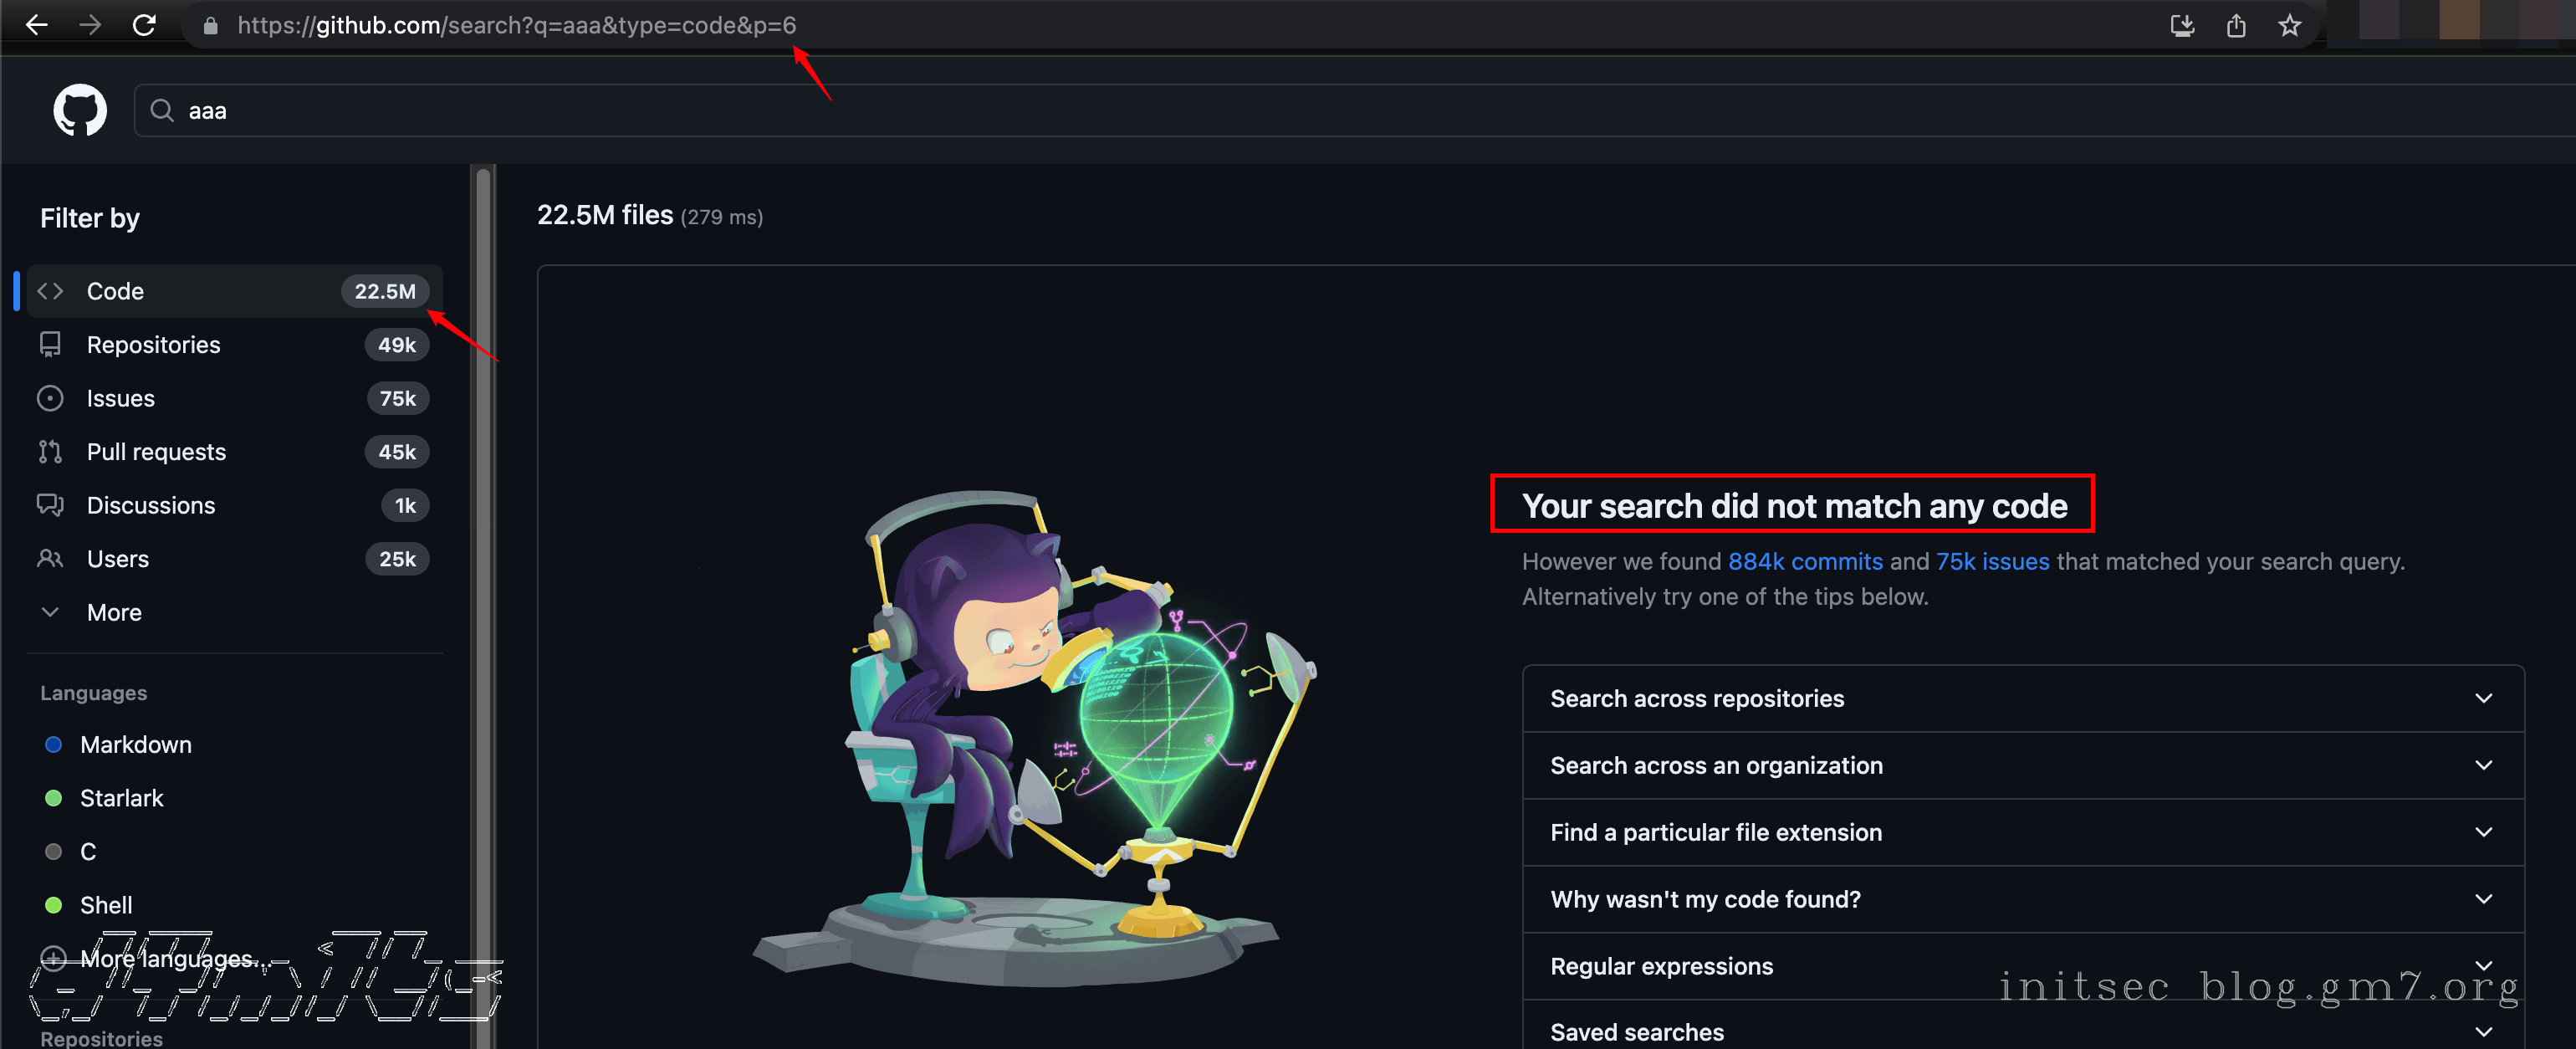 https://github.com/search?q=aaa&type=code&p=6
aaa
Filter by
22.5M files (279 ms)
Code 22.5M
Repositories 49k
Issues 75k
Pull requests 45k
Discussions 1k
Users 25k
More
Languages
Markdown
Starlark
C
Shell
More languages...
Repositories
Your search did not match any code
However we found 884k commits and 75k issues that matched your search query.
Alternatively try one of the tips below.
Search across repositories
Search across an organization
Find a particular file extension
Why wasn't my code found?
Regular expressions
Saved searches
initsec blog.gm7.org